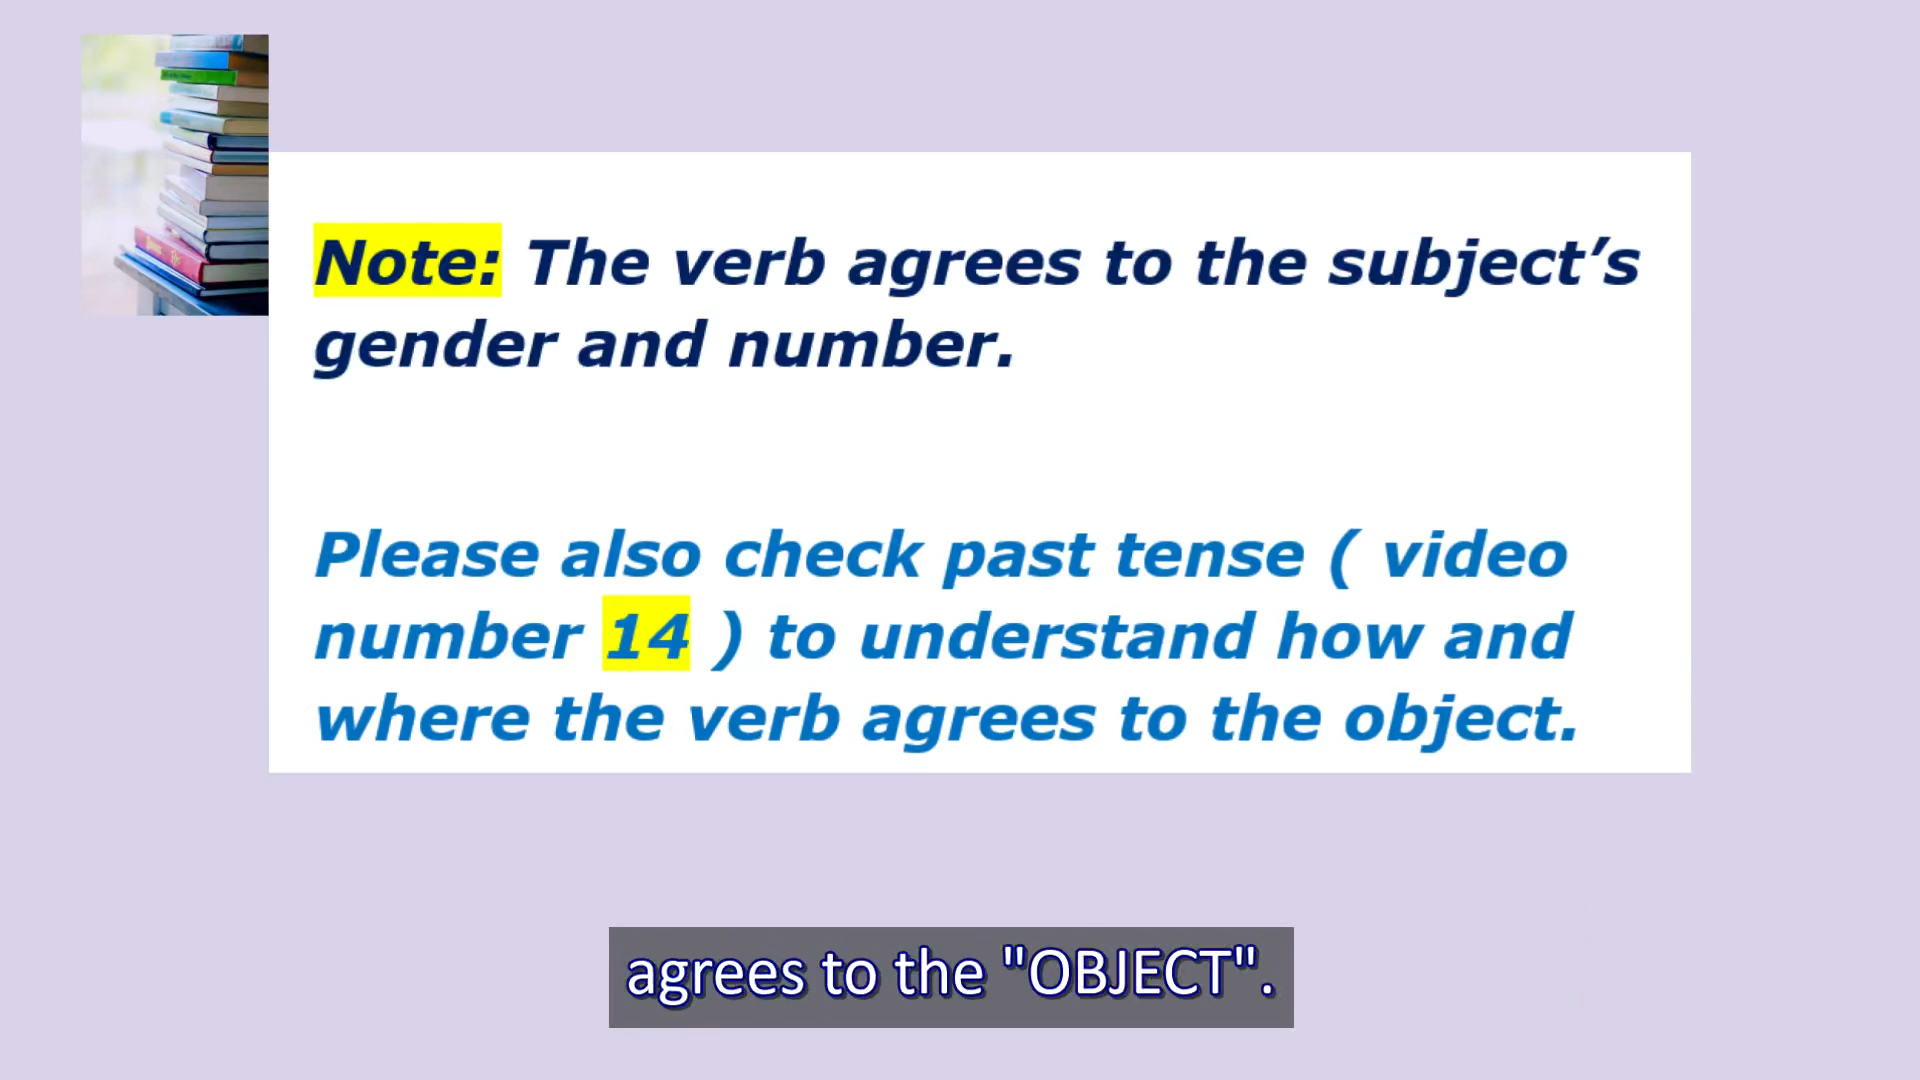 Note: The verb agrees to the subject’s
gender and number.
Please also check past tense ( video
number 14 ) to understand how and
where the verb agrees to the object.
agrees to the "OBJECT".